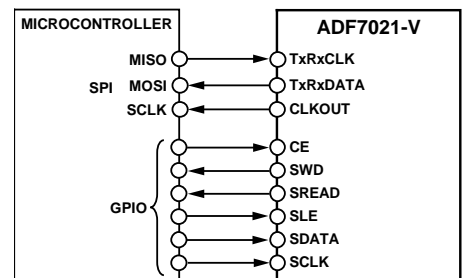 MICROCONTROLLER
ADF7021-V
MISO
TxRxCLK
SPI
MOSI
TxRxDATA
SCLK
CLKOUT
CE
SWD
SREAD
GPIO
SLE
SDATA
SCLK